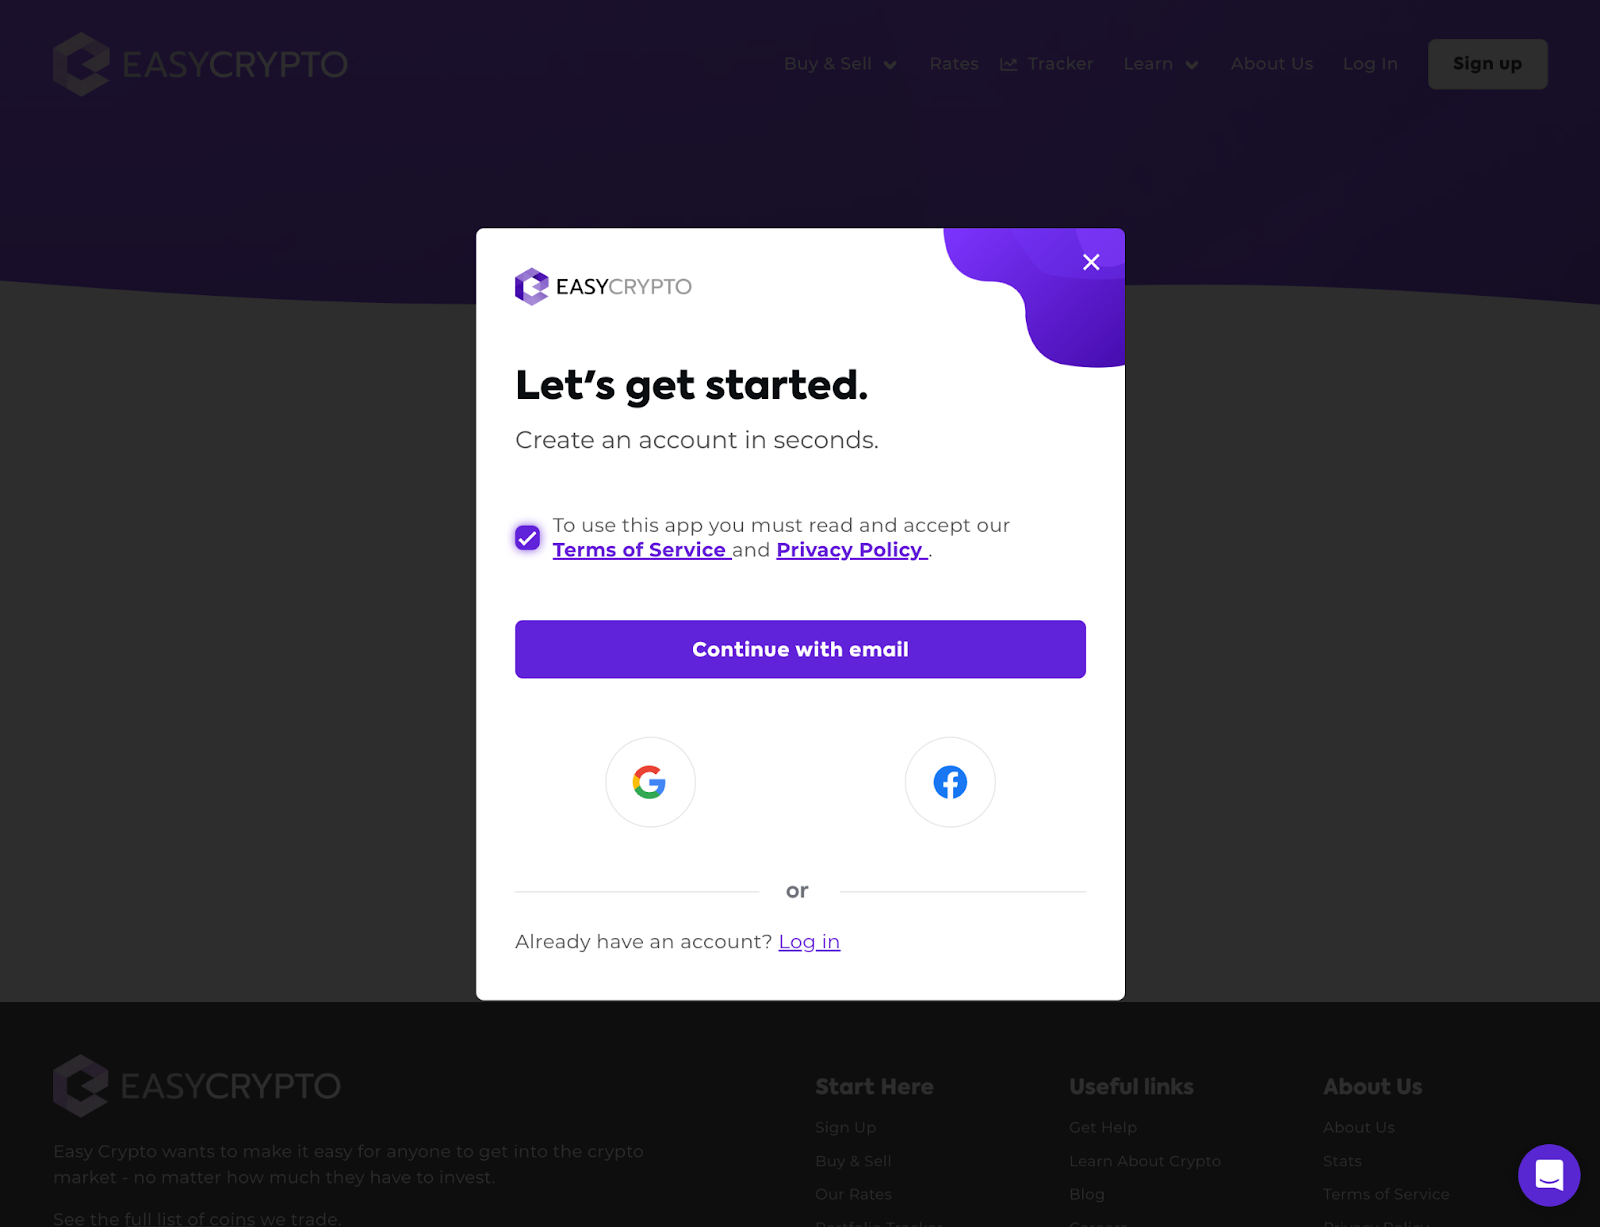 EASYCRYPTO
Buy & Sell Rates Tracker Learn About Us Log In Sign up
EASYCRYPTO
Let's get started.
Create an account in seconds.
To use this app you must read and accept our
Terms of Service and Privacy Policy .
Continue with email
or
Already have an account? Log in
EASYCRYPTO
Easy Crypto wants to make it easy for anyone to get into the crypto
market - no matter how much they have to invest.
See the full list of coins we trade.
Start Here
Sign Up
Buy & Sell
Our Rates
Portfolio Tracker
Useful links
Get Help
Learn About Crypto
Blog
Careers
About Us
About Us
Stats
Terms of Service
Privacy Policy